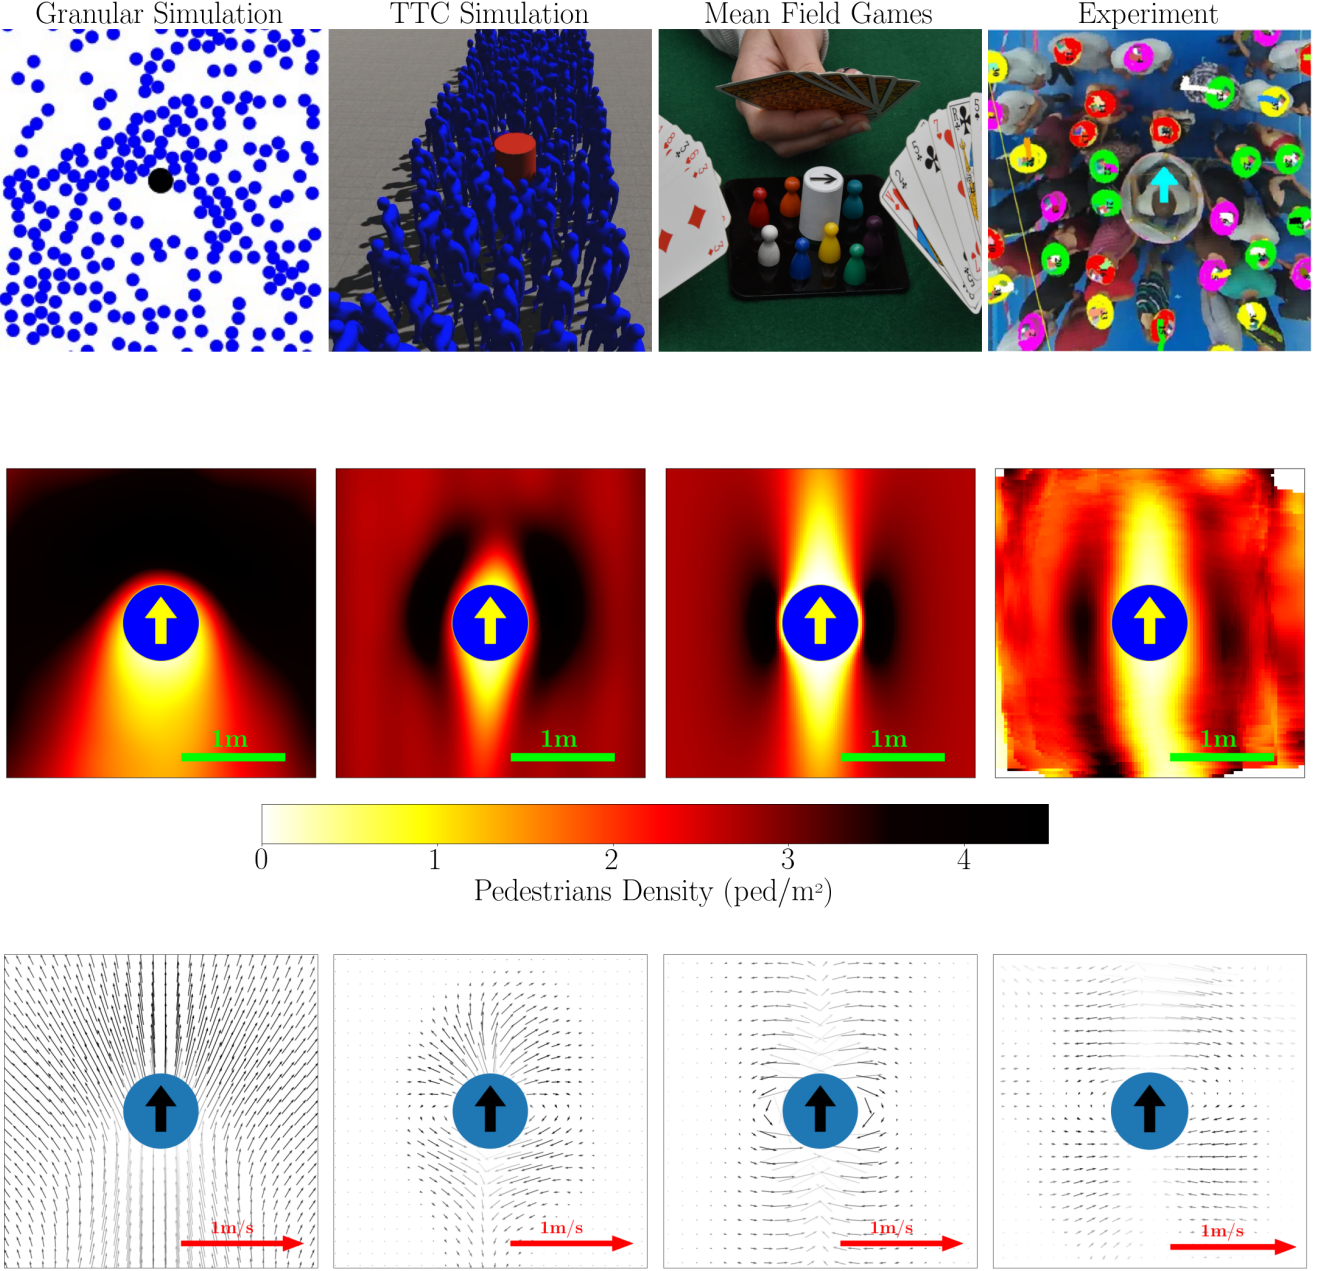 Granular Simulation
TTC Simulation
Mean Field Games
Experiment
1m
1m
1m
1m
0 1 2 3 4
Pedestrians Density (ped/m²)
1m/s
1m/s
1m/s
1m/s